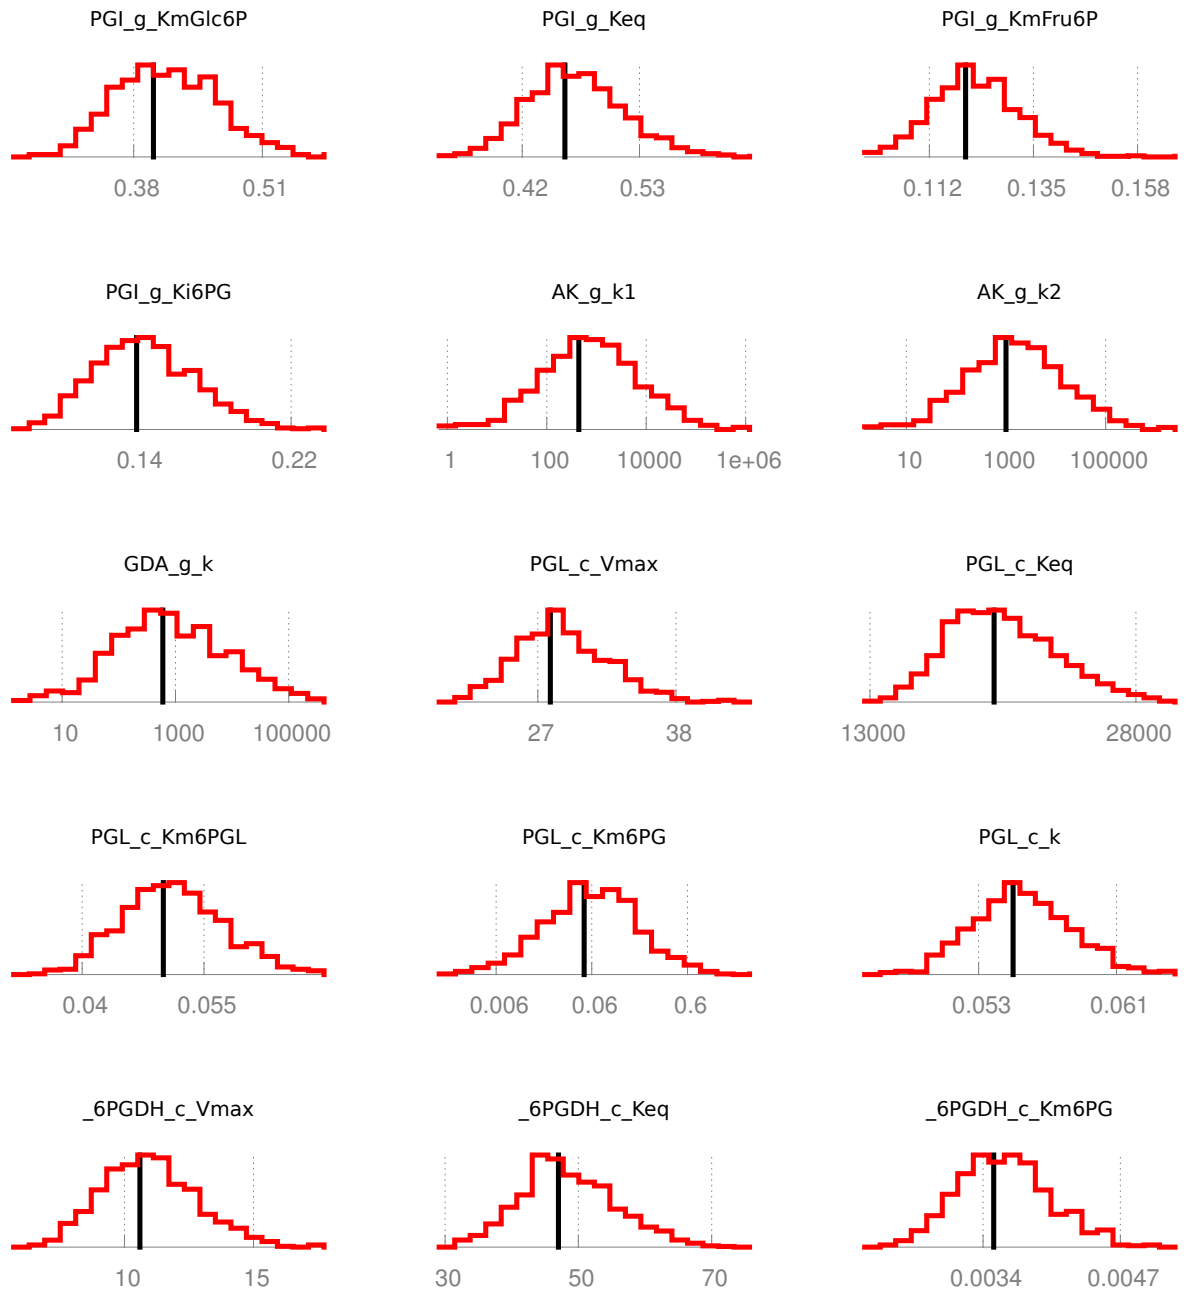 PGI_g_KmGlc6P PGI_g_Keq PGI_g_KmFru6P
0.38 0.51 0.42 0.53 0.112 0.135 0.158
PGI_g_Ki6PG AK_g_k1 AK_g_k2
0.14 0.22 1 100 10000 1e+06 10 1000 100000
GDA_g_k PGL_c_Vmax PGL_c_Keq
10 1000 100000 27 38 13000 28000
PGL_c_Km6PGL PGL_c_Km6PG PGL_c_k
0.04 0.055 0.006 0.06 0.6 0.053 0.061
_6PGDH_c_Vmax _6PGDH_c_Keq _6PGDH_c_Km6PG
10 15 30 50 70 0.0034 0.0047